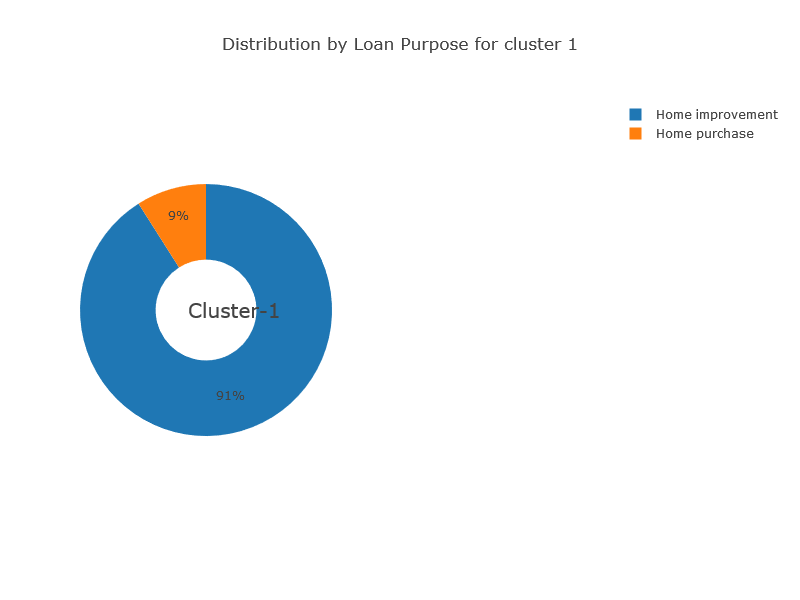 Distribution by Loan Purpose for cluster 1
Home improvement
Home purchase
9%
Cluster-1
91%